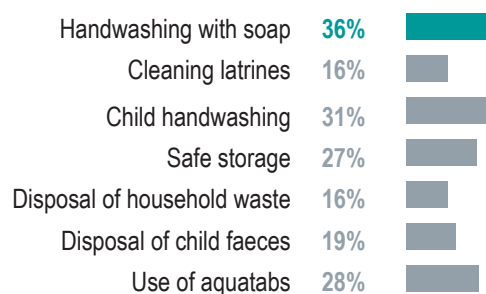 Handwashing with soap 36%
Cleaning latrines 16%
Child handwashing 31%
Safe storage 27%
Disposal of household waste 16%
Disposal of child faeces 19%
Use of aquatabs 28%